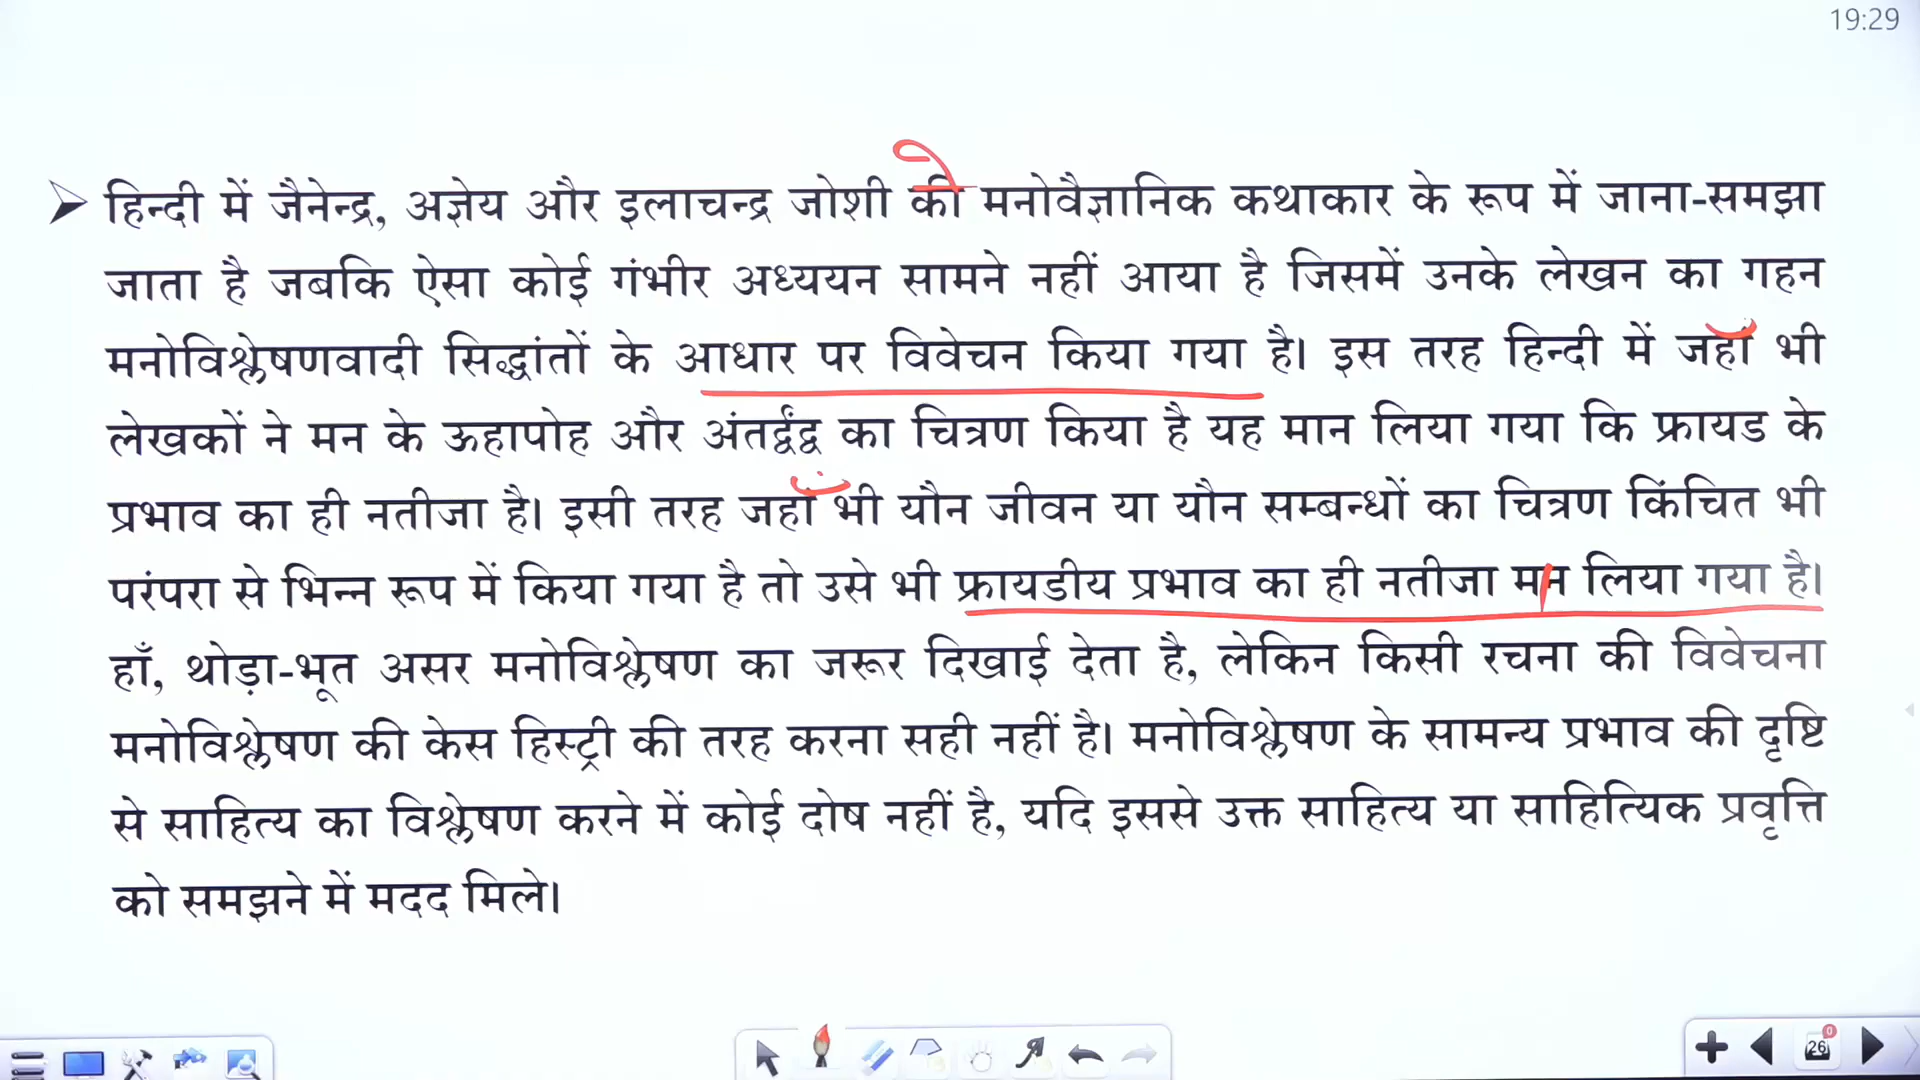 19:29
➢ हिन्दी में जैनेन्द्र, अज्ञेय और इलाचन्द्र जोशी को मनोवैज्ञानिक कथाकार के रूप में जाना-समझा
जाता है जबकि ऐसा कोई गंभीर अध्ययन सामने नहीं आया है जिसमें उनके लेखन का गहन
मनोविश्लेषणवादी सिद्धांतों के आधार पर विवेचन किया गया है। इस तरह हिन्दी में जहाँ भी
लेखकों ने मन के ऊहापोह और अंतर्द्वंद्व का चित्रण किया है यह मान लिया गया कि फ्रायड के
प्रभाव का ही नतीजा है। इसी तरह जहाँ भी यौन जीवन या यौन सम्बन्धों का चित्रण किंचित भी
परंपरा से भिन्न रूप में किया गया है तो उसे भी फ्रायडीय प्रभाव का ही नतीजा मान लिया गया है।
हाँ, थोड़ा-भूत असर मनोविश्लेषण का जरूर दिखाई देता है, लेकिन किसी रचना की विवेचना
मनोविश्लेषण की केस हिस्ट्री की तरह करना सही नहीं है। मनोविश्लेषण के सामन्य प्रभाव की दृष्टि
से साहित्य का विश्लेषण करने में कोई दोष नहीं है, यदि इससे उक्त साहित्य या साहित्यिक प्रवृत्ति
को समझने में मदद मिले।
0
26